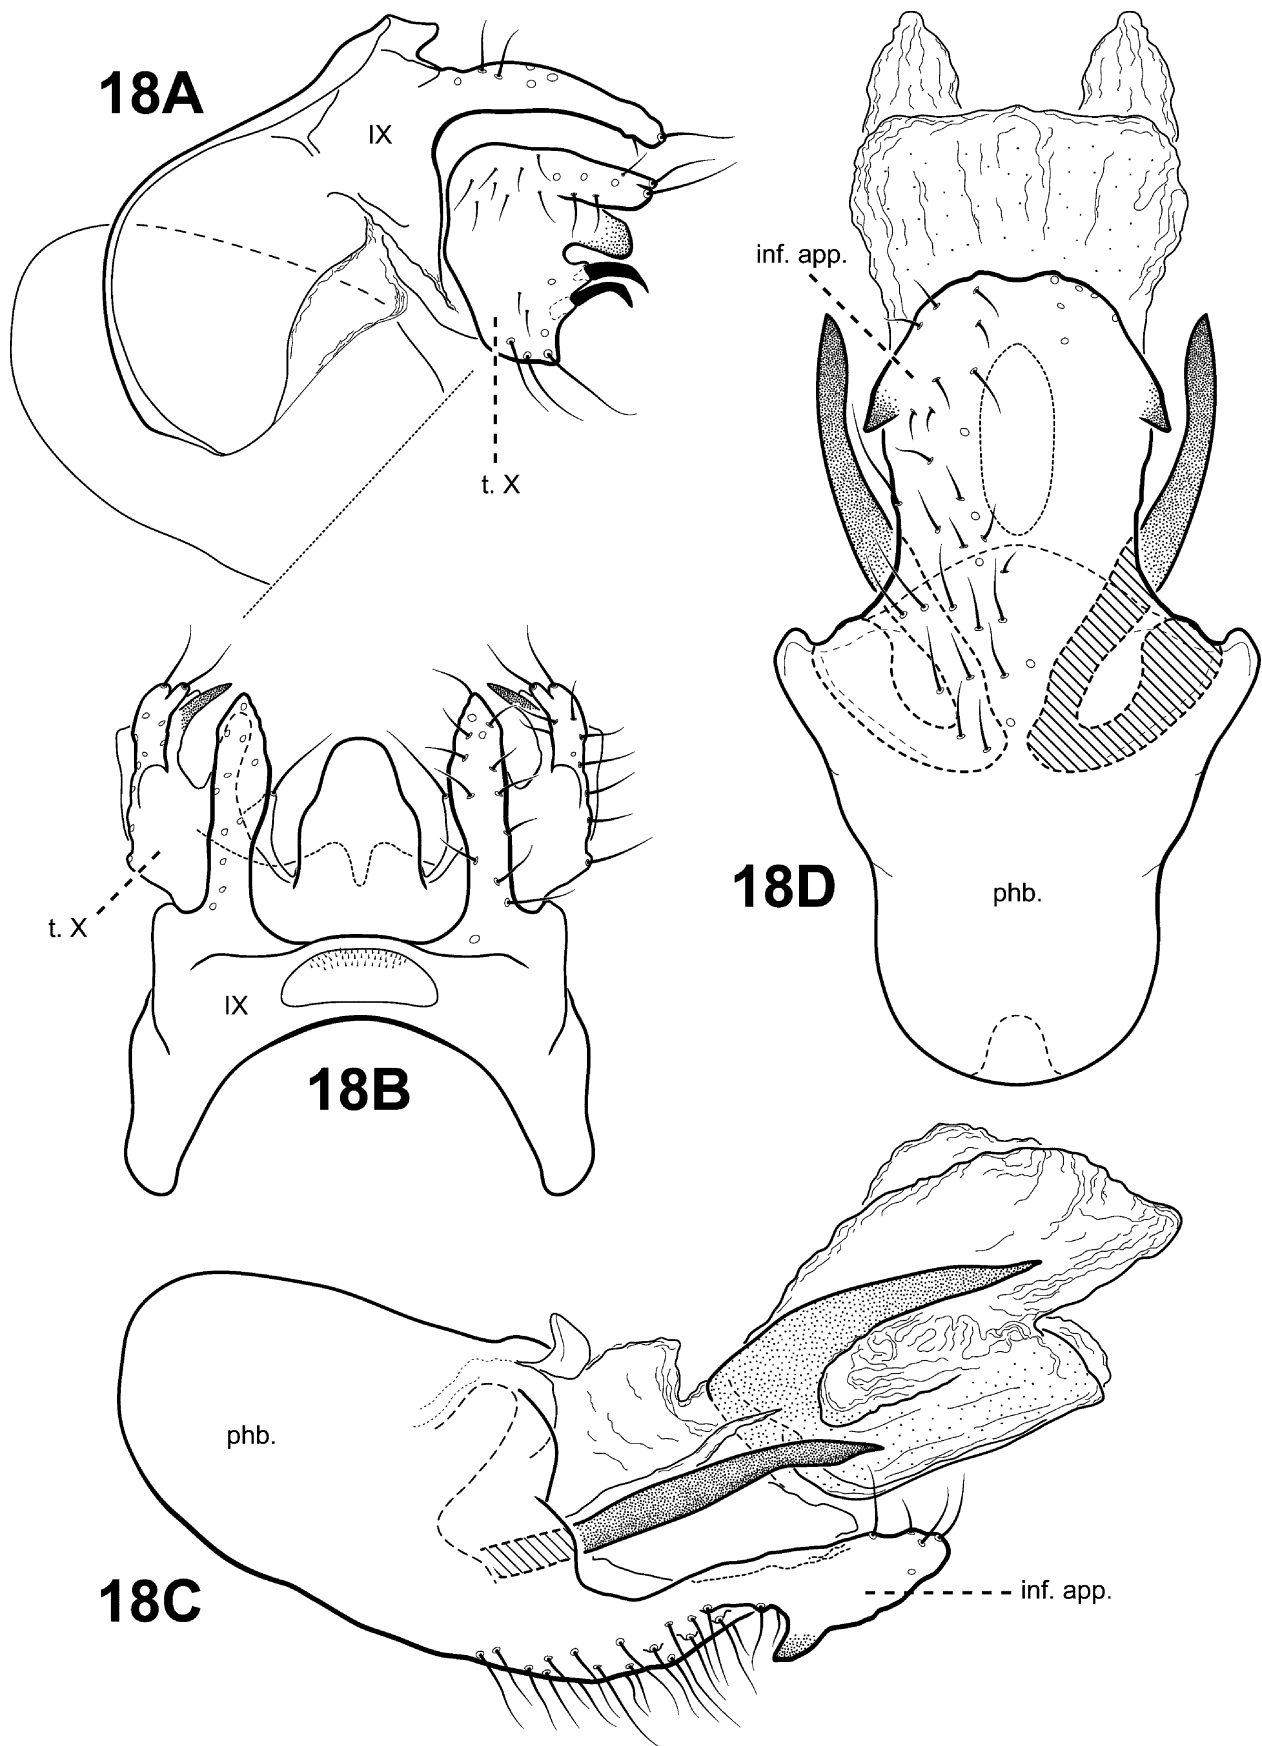 18A
IX
t. X
inf. app.
18D
phb.
t. X
IX
18B
phb.
18C
inf. app.